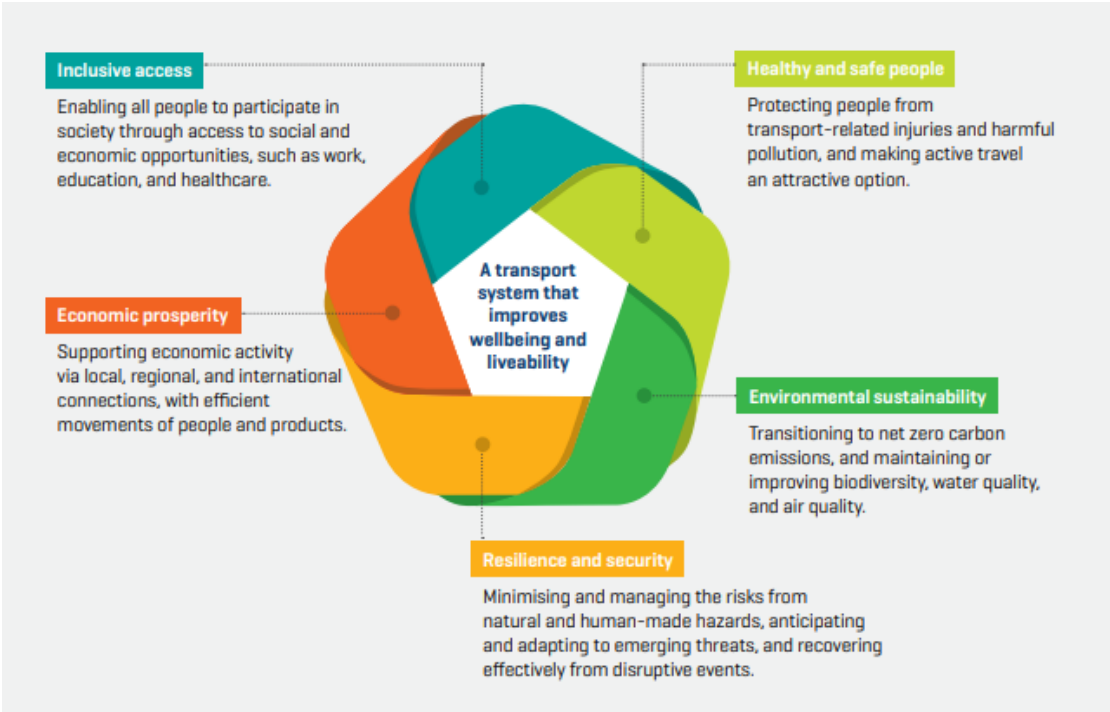 Inclusive access
Enabling all people to participate in
society through access to social and
economic opportunities, such as work,
education, and healthcare.
Healthy and safe people
Protecting people from
transport-related injuries and harmful
pollution, and making active travel
an attractive option.
A transport
system that
improves
wellbeing and
liveability
Economic prosperity
Supporting economic activity
via local, regional, and international
connections, with efficient
movements of people and products.
Environmental sustainability
Transitioning to net zero carbon
emissions, and maintaining or
improving biodiversity, water quality,
and air quality.
Resilience and security
Minimising and managing the risks from
natural and human-made hazards, anticipating
and adapting to emerging threats, and recovering
effectively from disruptive events.